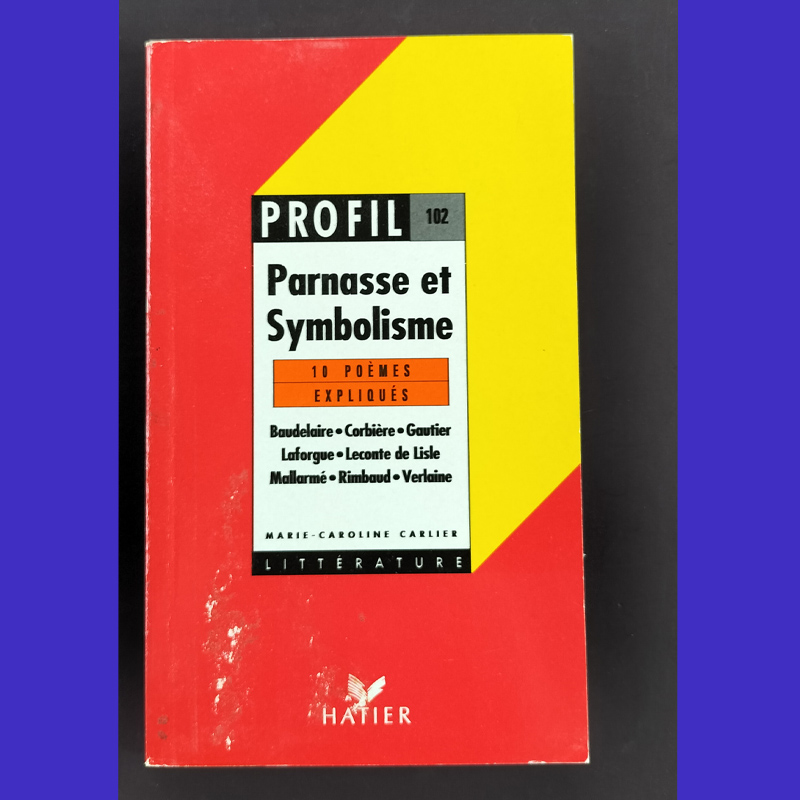 PROFIL 102
Parnasse et
Symbolisme
10 POÈMES
EXPLIQUÉS
Baudelaire • Corbière • Gautier
Laforgue • Leconte de Lisle
Mallarmé • Rimbaud • Verlaine
MARIE-CAROLINE CARLIER
LITTÉRATURE
HATIER